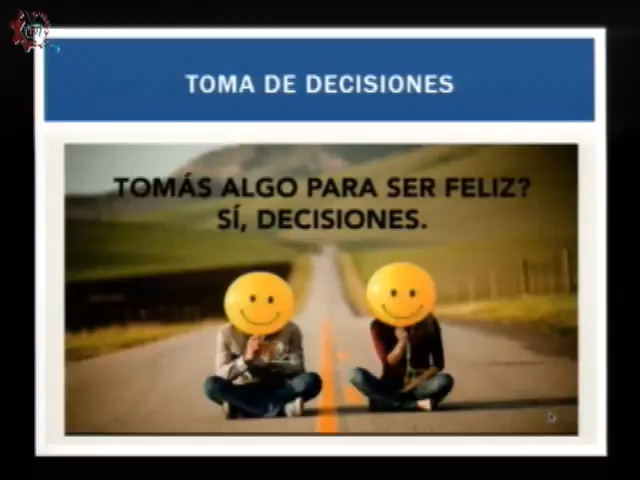 TOMA DE DECISIONES
TOMÁS ALGO PARA SER FELIZ?
SÍ, DECISIONES.